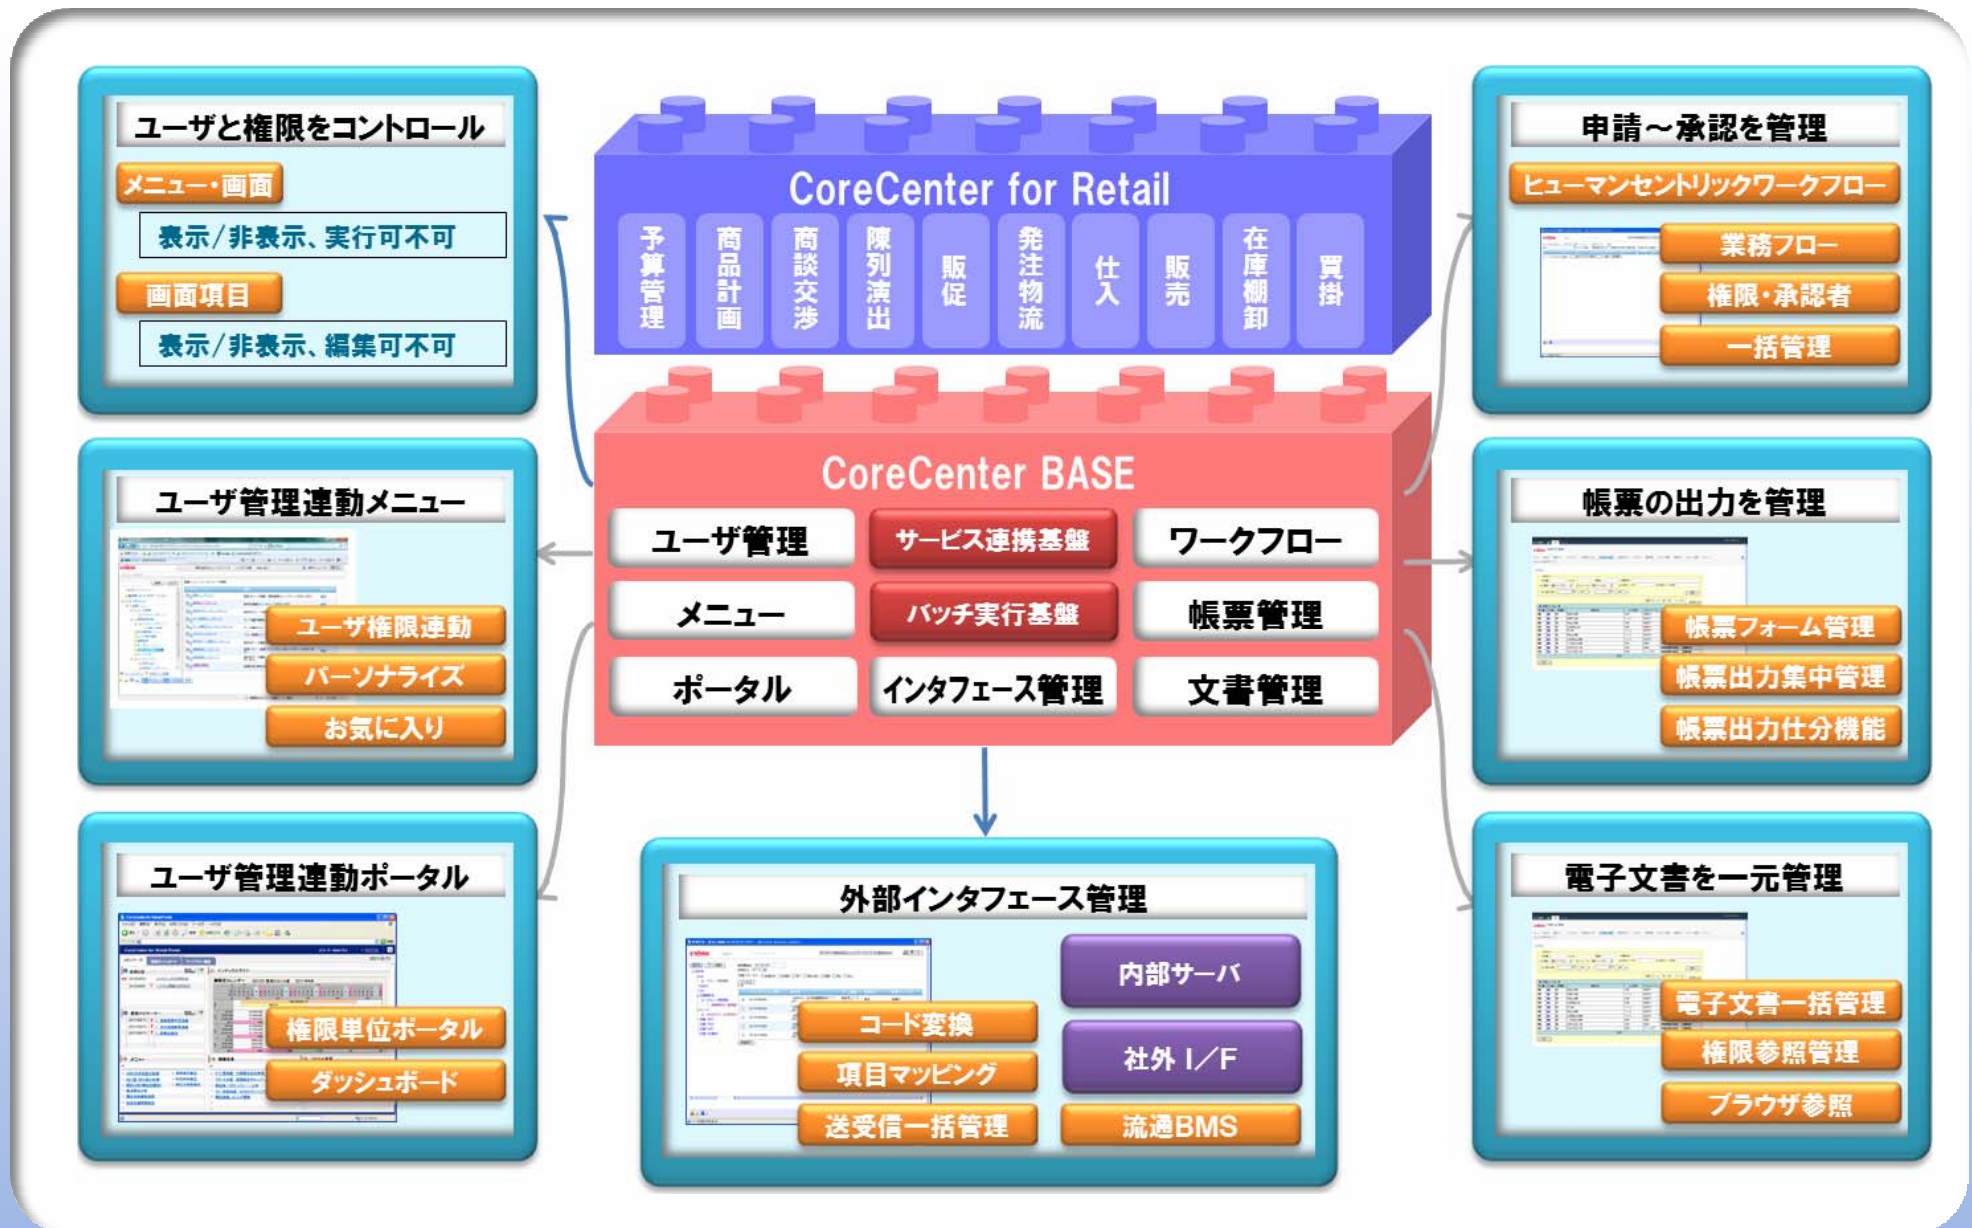 ユーザと権限をコントロール
メニュー・画面
表示/非表示、実行可不可
画面項目
表示/非表示、編集可不可
ユーザ管理連動メニュー
ユーザ権限連動
パーソナライズ
お気に入り
ユーザ管理連動ポータル
権限単位ポータル
ダッシュボード
CoreCenter for Retail
予算管理
商品計画
商談交渉
陳列演出
販促
発注物流
仕入
販売
在庫棚卸
買掛
CoreCenter BASE
ユーザ管理
サービス連携基盤
ワークフロー
メニュー
バッチ実行基盤
帳票管理
ポータル
インタフェース管理
文書管理
外部インタフェース管理
内部サーバ
コード変換
社外 I／F
項目マッピング
送受信一括管理
流通BMS
申請～承認を管理
ヒューマンセントリックワークフロー
業務フロー
権限・承認者
一括管理
帳票の出力を管理
帳票フォーム管理
帳票出力集中管理
帳票出力仕分機能
電子文書を一元管理
電子文書一括管理
権限参照管理
ブラウザ参照